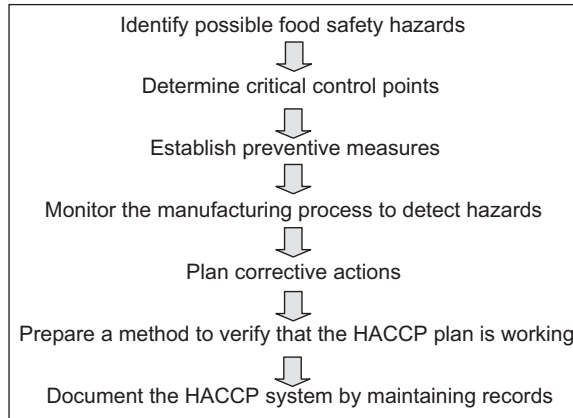 Identify possible food safety hazards
Determine critical control points
Establish preventive measures
Monitor the manufacturing process to detect hazards
Plan corrective actions
Prepare a method to verify that the HACCP plan is working
Document the HACCP system by maintaining records